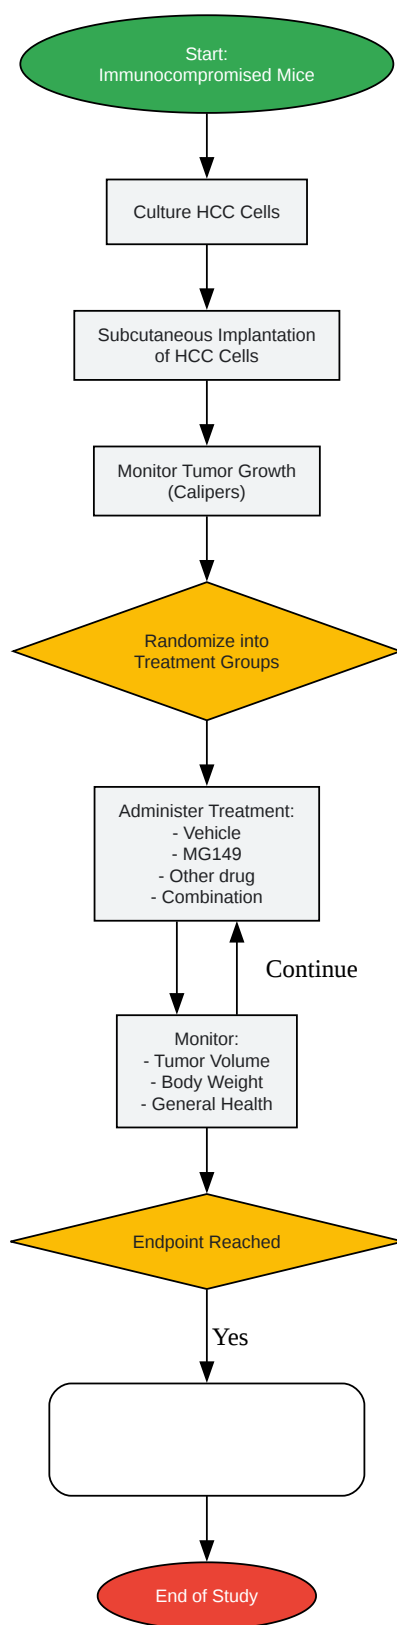 Start:
Immunocompromised Mice
Culture HCC Cells
Subcutaneous Implantation
of HCC Cells
Monitor Tumor Growth
(Calipers)
Randomize into
Treatment Groups
Administer Treatment:
- Vehicle
- MG149
- Other drug
- Combination
Continue
Monitor:
- Tumor Volume
- Body Weight
- General Health
Endpoint Reached
Yes
End of Study